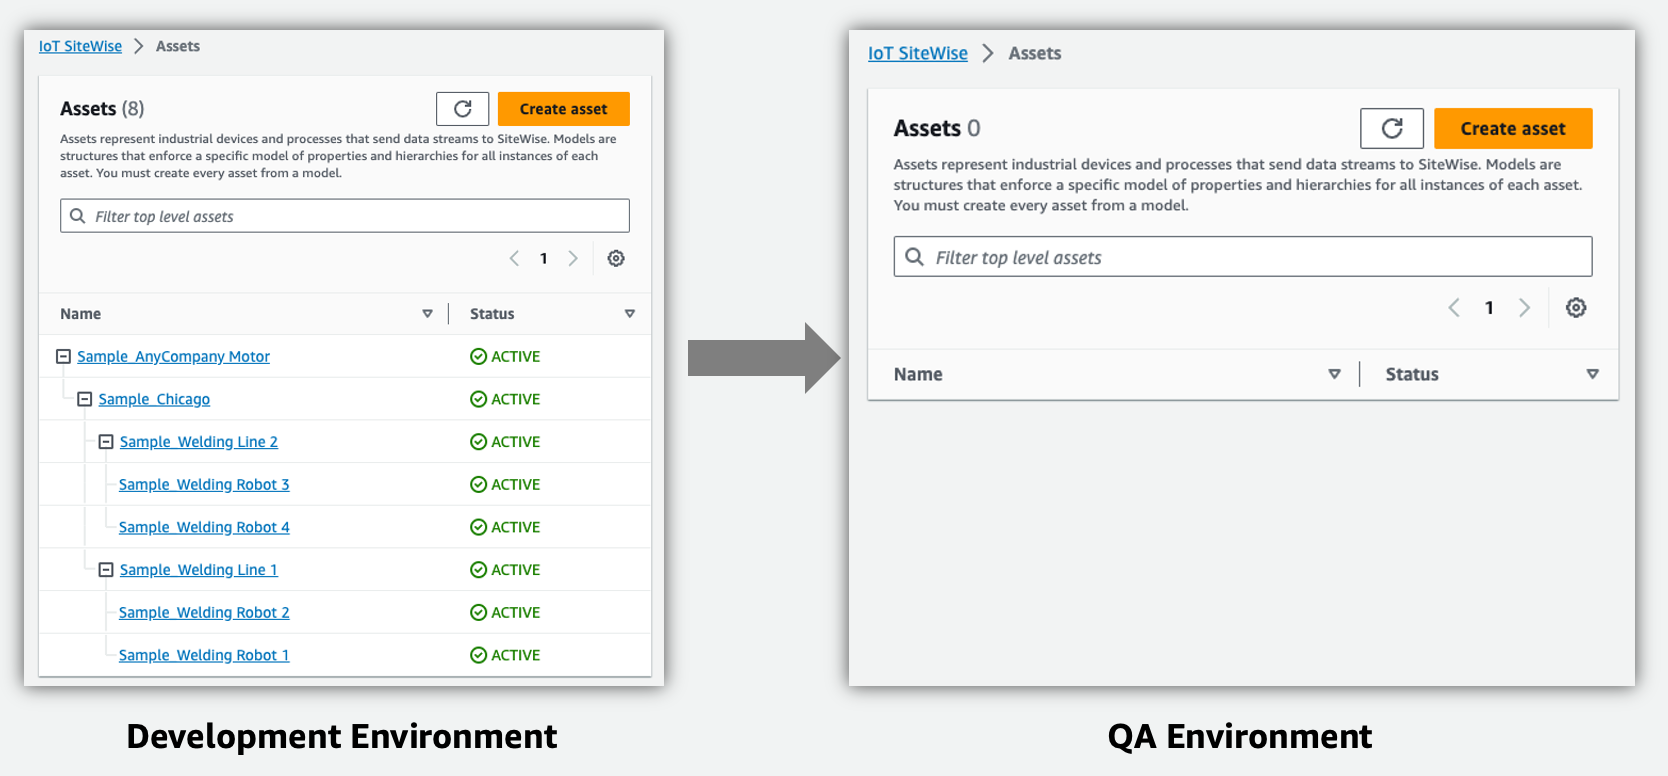 IoT SiteWise > Assets
Assets (8)
Create asset
Assets represent industrial devices and processes that send data streams to SiteWise. Models are
structures that enforce a specific model of properties and hierarchies for all instances of each
asset. You must create every asset from a model.
Filter top level assets
1
Name Status
Sample_AnyCompany Motor ACTIVE
Sample_Chicago ACTIVE
Sample_Welding Line 2 ACTIVE
Sample_Welding Robot 3 ACTIVE
Sample_Welding Robot 4 ACTIVE
Sample_Welding Line 1 ACTIVE
Sample_Welding Robot 2 ACTIVE
Sample_Welding Robot 1 ACTIVE
Development Environment
IoT SiteWise > Assets
Assets 0
Create asset
Assets represent industrial devices and processes that send data streams to SiteWise. Models are
structures that enforce a specific model of properties and hierarchies for all instances of each asset.
You must create every asset from a model.
Filter top level assets
1
Name Status
QA Environment